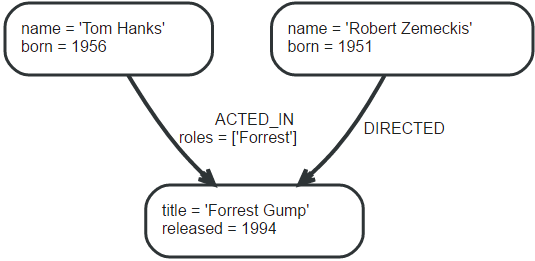 name = 'Tom Hanks'
born = 1956
name = 'Robert Zemeckis'
born = 1951
ACTED_IN
roles = ['Forrest']
DIRECTED
title = 'Forrest Gump'
released = 1994